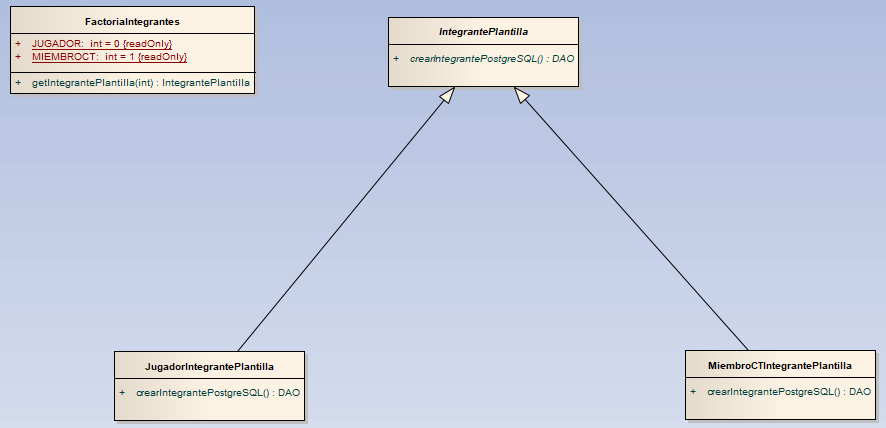 FactoriaIntegrantes
+ JUGADOR: int = 0 {readOnly}
+ MIEMBROCT: int = 1 {readOnly}
+ getIntegrantePlantilla(int) : IntegrantePlantilla
IntegrantePlantilla
+ crearIntegrantePostgreSQL() : DAO
JugadorIntegrantePlantilla
+ crearIntegrantePostgreSQL() : DAO
MiembroCTIntegrantePlantilla
+ crearIntegrantePostgreSQL() : DAO